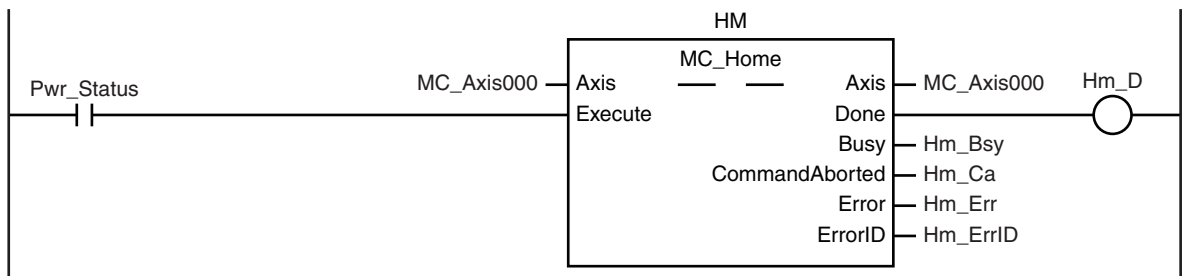 HM
MC_Home
Pwr_Status
MC_Axis000 Axis Axis MC_Axis000 Hm_D
Execute Done
Busy Hm_Bsy
CommandAborted Hm_Ca
Error Hm_Err
ErrorID Hm_ErrID